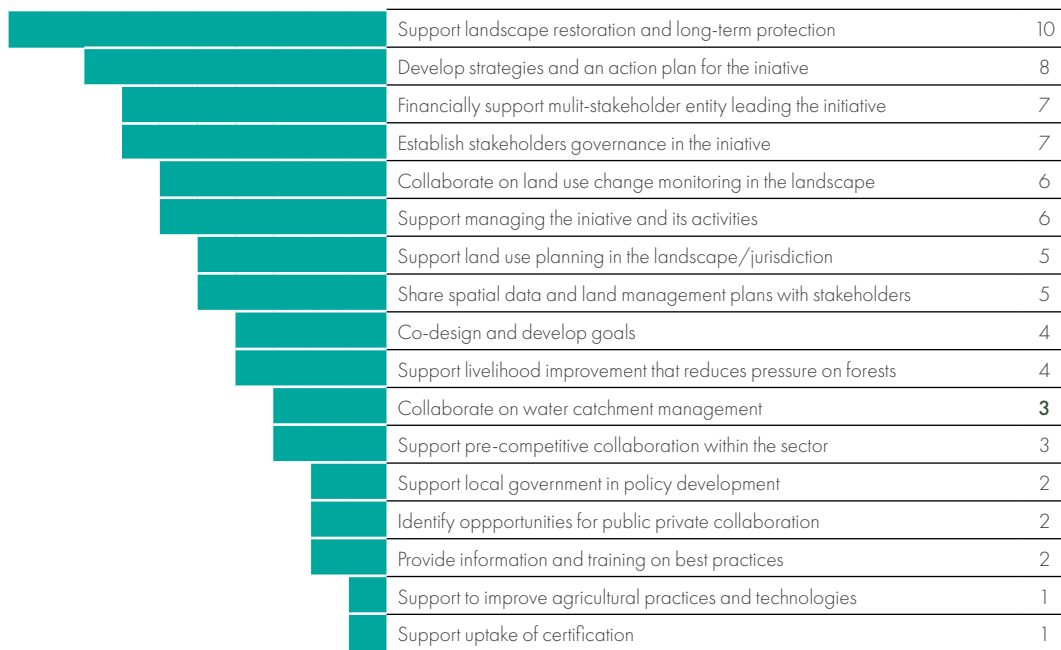 Support landscape restoration and long-term protection 10
Develop strategies and an action plan for the iniative 8
Financially support mulit-stakeholder entity leading the initiative 7
Establish stakeholders governance in the iniative 7
Collaborate on land use change monitoring in the landscape 6
Support managing the iniative and its activities 6
Support land use planning in the landscape/jurisdiction 5
Share spatial data and land management plans with stakeholders 5
Co-design and develop goals 4
Support livelihood improvement that reduces pressure on forests 4
Collaborate on water catchment management 3
Support pre-competitive collaboration within the sector 3
Support local government in policy development 2
Identify oppportunities for public private collaboration 2
Provide information and training on best practices 2
Support to improve agricultural practices and technologies 1
Support uptake of certification 1